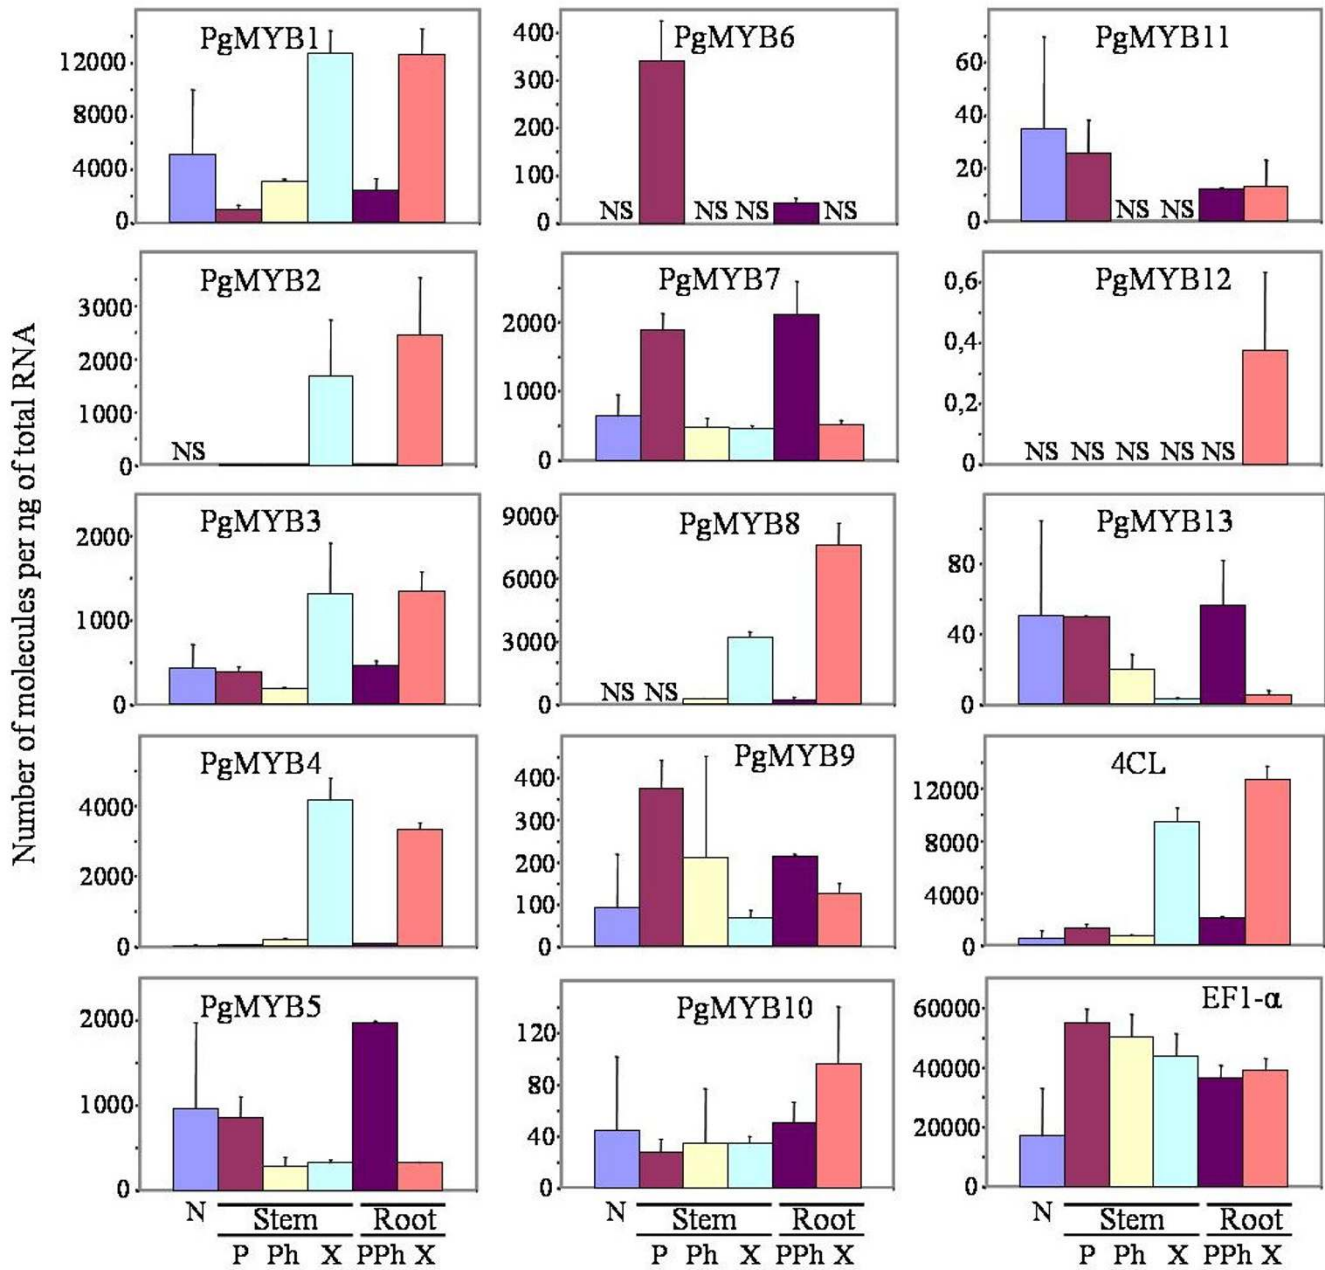 Number of molecules per ng of total RNA
PgMYB1
12000
8000
4000
0
PgMYB6
400
300
200
100
0
NS NS NS NS
PgMYB11
60
40
20
0
NS NS
PgMYB2
3000
2000
1000
0
NS
PgMYB7
2000
1000
0
PgMYB12
0,6
0,4
0,2
0
NS NS NS NS NS
PgMYB3
2000
1000
0
PgMYB8
9000
6000
3000
0
NS NS
PgMYB13
80
40
0
PgMYB4
4000
2000
0
PgMYB9
400
300
200
100
0
4CL
12000
8000
4000
0
PgMYB5
2000
1000
0
PgMYB10
120
80
40
0
EF1-α
60000
40000
20000
0
N Stem Root
P Ph X PPh X
N Stem Root
P Ph X PPh X
N Stem Root
P Ph X PPh X